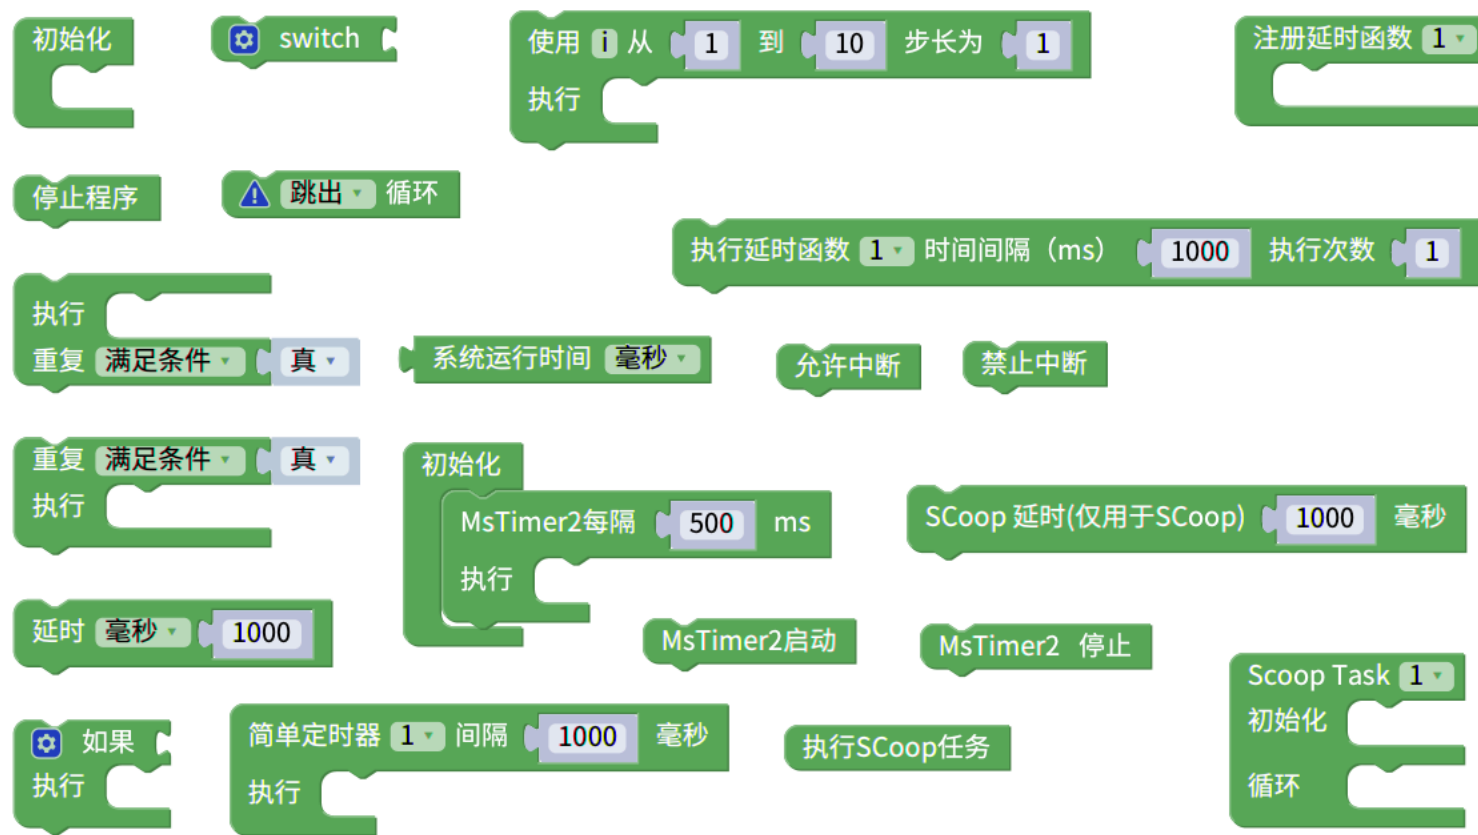 初始化
switch
使用 i 从 1 到 10 步长为 1
执行
注册延时函数 1
停止程序
跳出 循环
执行延时函数 1 时间间隔（ms） 1000 执行次数 1
执行
重复 满足条件 真
系统运行时间 毫秒
允许中断
禁止中断
重复 满足条件 真
执行
初始化
MsTimer2每隔 500 ms
执行
SCoop 延时(仅用于SCoop) 1000 毫秒
延时 毫秒 1000
MsTimer2启动
MsTimer2 停止
Scoop Task 1
初始化
循环
如果
执行
简单定时器 1 间隔 1000 毫秒
执行
执行SCoop任务